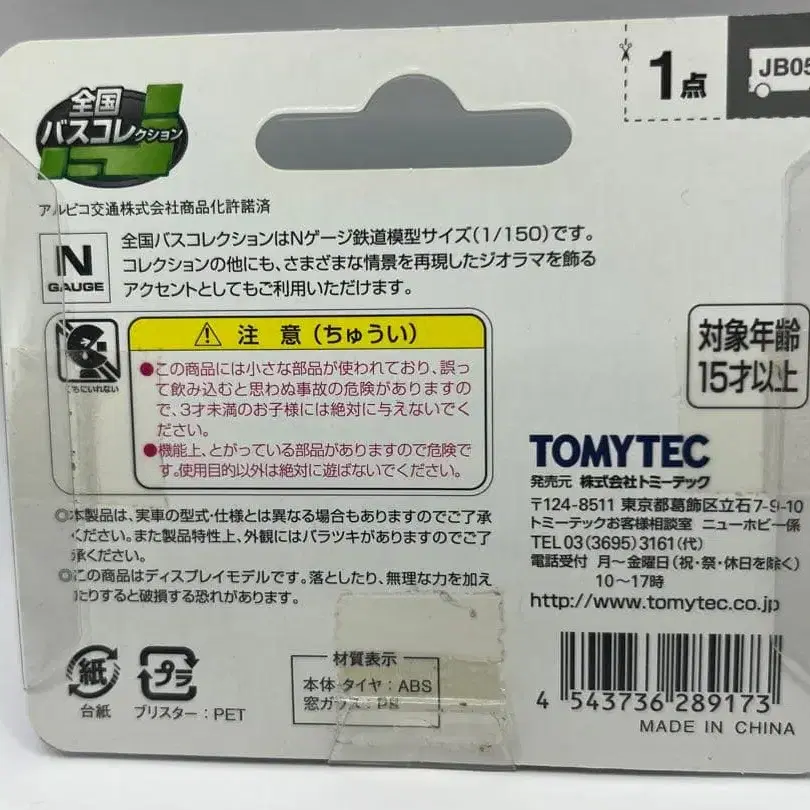 全国
バスコレクション
1点
JB05
アルピコ交通株式会社商品化許諾済
N
GAUGE
全国バスコレクションはNゲージ鉄道模型サイズ(1/150)です。
コレクションの他にも、さまざまな情景を再現したジオラマを飾る
アクセントとしてもご利用いただけます。
くちにいれない
注 意(ちゅうい)
●この商品には小さな部品が使われており、誤っ
て飲み込むと思わぬ事故の危険がありますの
で、3才未満のお子様には絶対に与えないでく
ださい。
●機能上、とがっている部品がありますので危険で
す。使用目的以外は絶対に遊ばないでください。
対象年齢
15才以上
◎本製品は、実車の型式・仕様とは異なる場合もありますのでご了承
ください。また製品特性上、外観にはバラツキがありますのでご了
承ください。
◎この商品はディスプレイモデルです。落としたり、無理な力を加え
たりすると破損する恐れがあります。
TOMYTEC
発売元 株式会社トミーテック
〒124-8511 東京都葛飾区立石7-9-10
トミーテックお客様相談室 ニューホビー係
TEL 03(3695)3161(代)
電話受付 月~金曜日(祝・祭・休日を除く)
10~17時
http://www.tomytec.co.jp
紙
台紙
プラ
ブリスター:PET
材質表示
本体・タイヤ:ABS
窓ガラス:PS
4 543736 289173
MADE IN CHINA